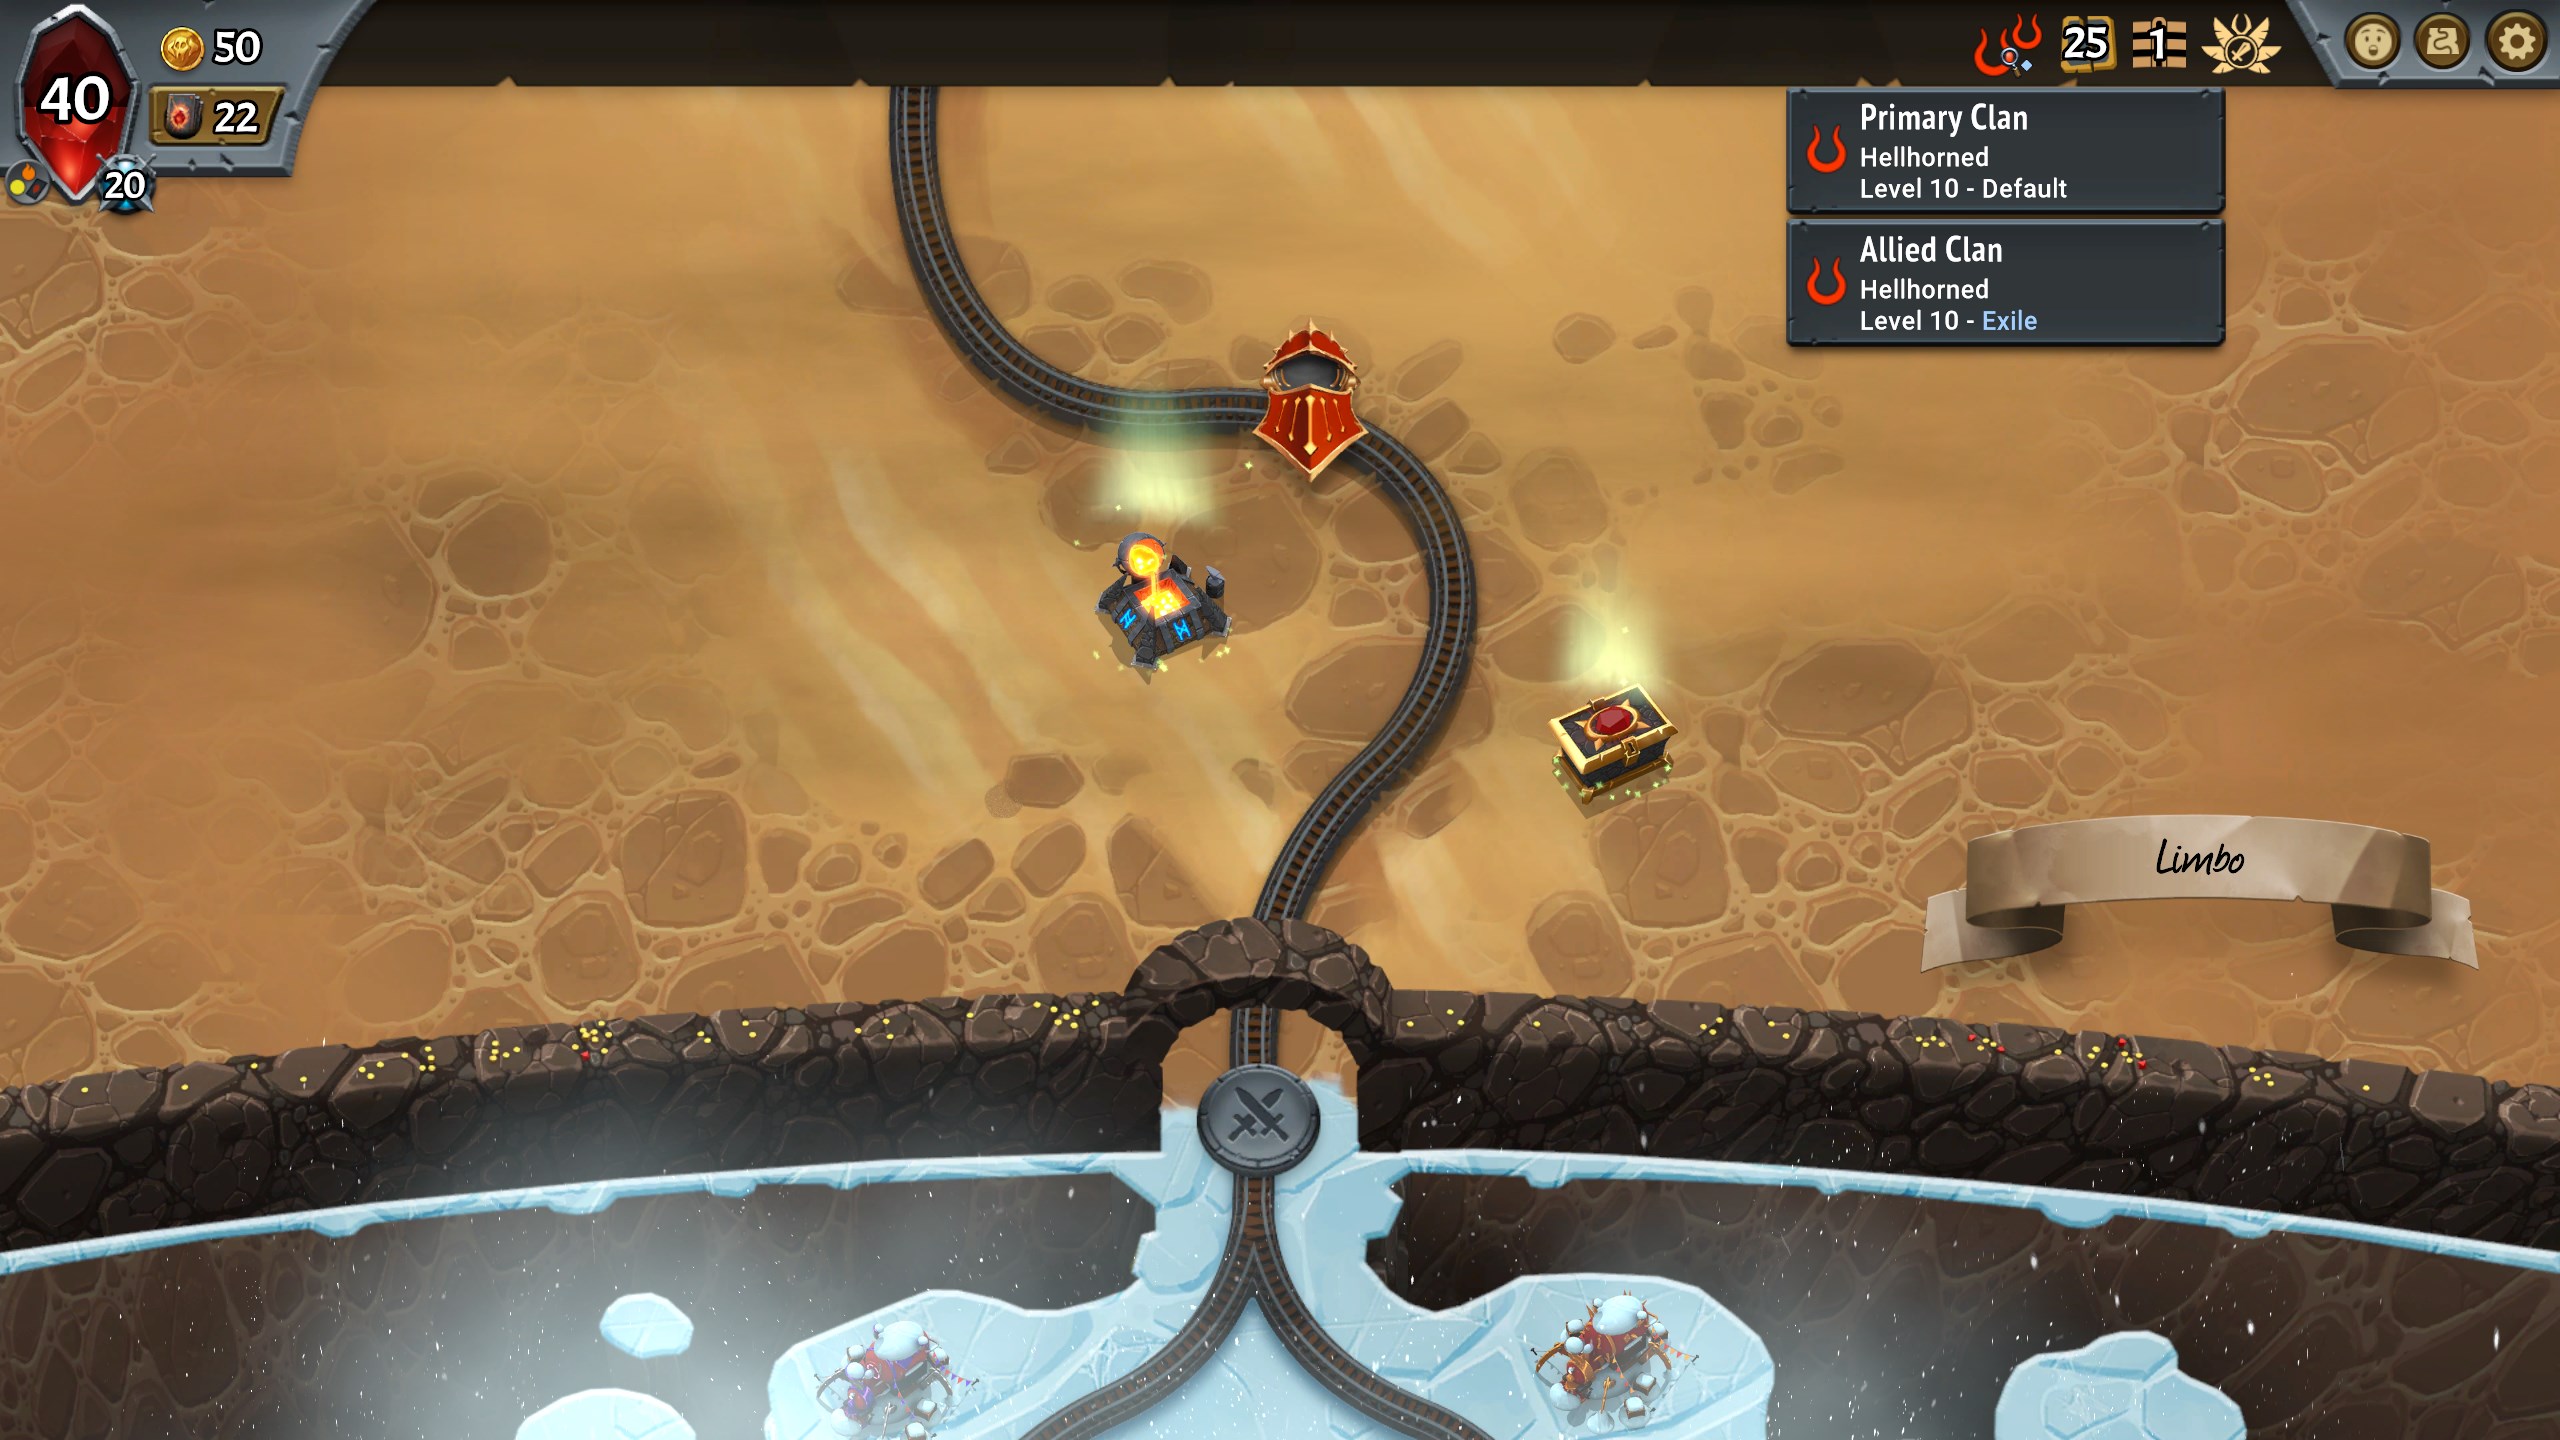 40
50
22
20
25
1
Primary Clan
Hellhorned
Level 10 - Default
Allied Clan
Hellhorned
Level 10 - Exile
Limbo